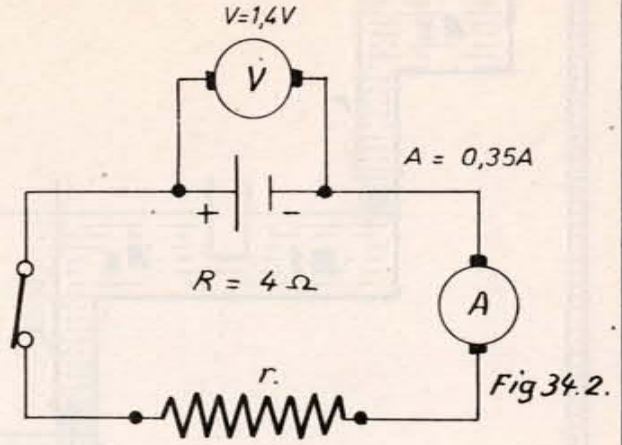 V=1,4V
V
A = 0,35A
+ -
R = 4 Ω
A
r.
Fig 34.2.